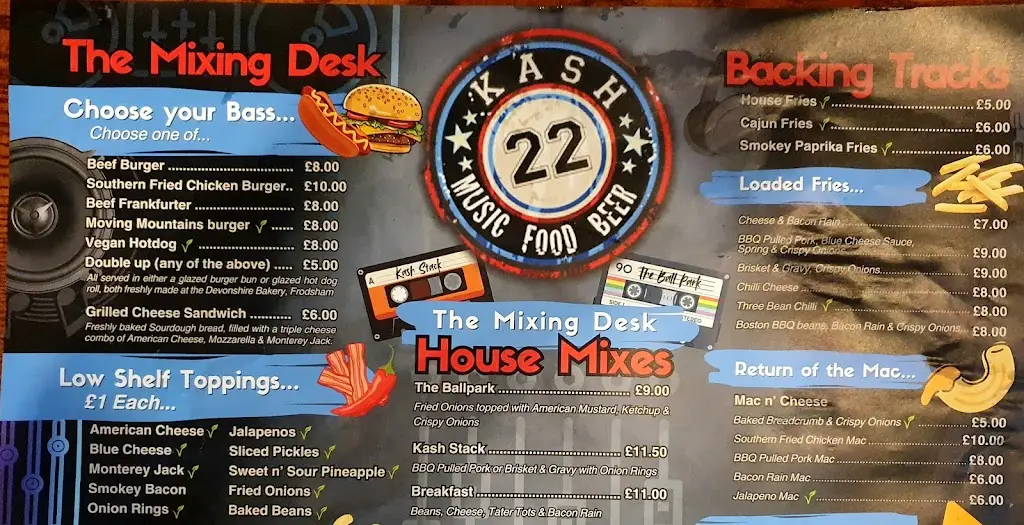 The Mixing Desk
Choose your Bass...
Choose one of...
Beef Burger ........ £8.00
Southern Fried Chicken Burger.. £10.00
Beef Frankfurter ........ £8.00
Moving Mountains burger ..... £8.00
Vegan Hotdog ........ £8.00
Double up (any of the above) ..... £5.00
All served in either a glazed burger bun or glazed hot dog
roll, both freshly made at the Devonshire Bakery, Frodsham
Grilled Cheese Sandwich ........ £6.00
Freshly baked Sourdough bread, filled with a triple cheese
combo of American Cheese, Mozzarella & Monterey Jack.
Low Shelf Toppings...
£1 Each...
American Cheese
Blue Cheese
Monterey Jack
Smokey Bacon
Onion Rings
Jalapenos
Sliced Pickles
Sweet n' Sour Pineapple
Fried Onions
Baked Beans
KASH
22
MUSIC FOOD BEER
A
Kash Stack
90 The Ball Park
The Mixing Desk
House Mixes
The Ballpark ........ £9.00
Fried Onions topped with American Mustard, Ketchup &
Crispy Onions
Kash Stack ........ £11.50
BBQ Pulled Pork or Brisket & Gravy with Onion Rings
Breakfast ........ £11.00
Beans, Cheese, Tater Tots & Bacon Rain
Backing Tracks
House Fries ........ £5.00
Cajun Fries ........ £6.00
Smokey Paprika Fries ........ £6.00
Loaded Fries...
Cheese & Bacon Rain ........ £7.00
BBQ Pulled Pork, Blue Cheese Sauce,
Spring & Crispy Onions ........ £9.00
Brisket & Gravy, Crispy Onions ........ £9.00
Chilli Cheese ........ £8.00
Three Bean Chilli ........ £8.00
Boston BBQ beans, Bacon Rain & Crispy Onions... £8.00
Return of the Mac...
Mac n' Cheese
Baked Breadcrumb & Crispy Onions ........ £5.00
Southern Fried Chicken Mac ........ £10.00
BBQ Pulled Pork Mac ........ £8.00
Bacon Rain Mac ........ £6.00
Jalapeno Mac ........ £6.00